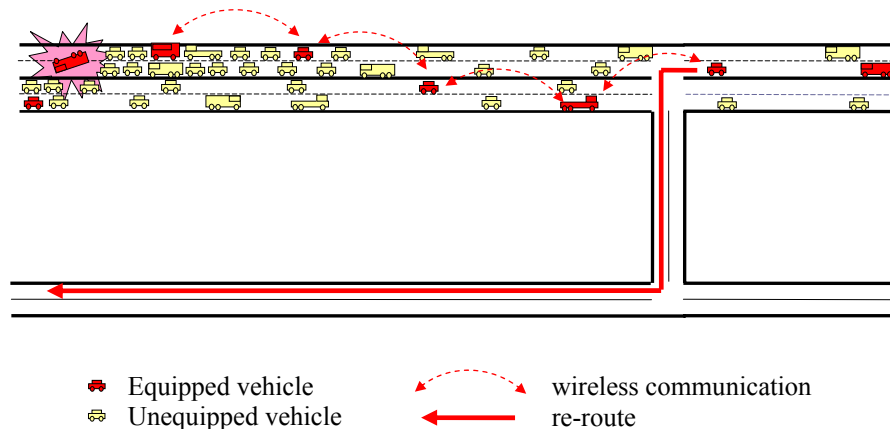 Equipped vehicle
wireless communication
Unequipped vehicle
re-route